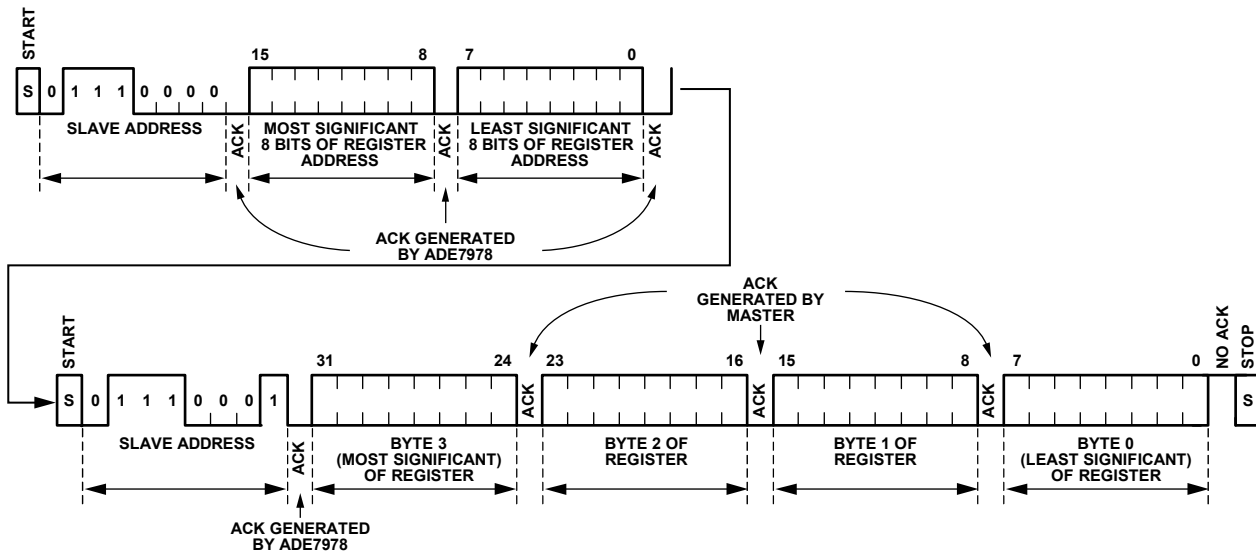 START
15 8 7 0
S 0 1 1 1 0 0 0 0
SLAVE ADDRESS
ACK
MOST SIGNIFICANT
8 BITS OF REGISTER
ADDRESS
ACK
LEAST SIGNIFICANT
8 BITS OF REGISTER
ADDRESS
ACK
ACK GENERATED
BY ADE7978
ACK
GENERATED BY
MASTER
START
31 24 23 16 15 8 7 0
NO ACK
STOP
S 0 1 1 1 0 0 0 1
ACK
ACK
ACK
S
SLAVE ADDRESS
ACK
BYTE 3
(MOST SIGNIFICANT)
OF REGISTER
BYTE 2 OF
REGISTER
BYTE 1 OF
REGISTER
BYTE 0
(LEAST SIGNIFICANT)
OF REGISTER
ACK GENERATED
BY ADE7978